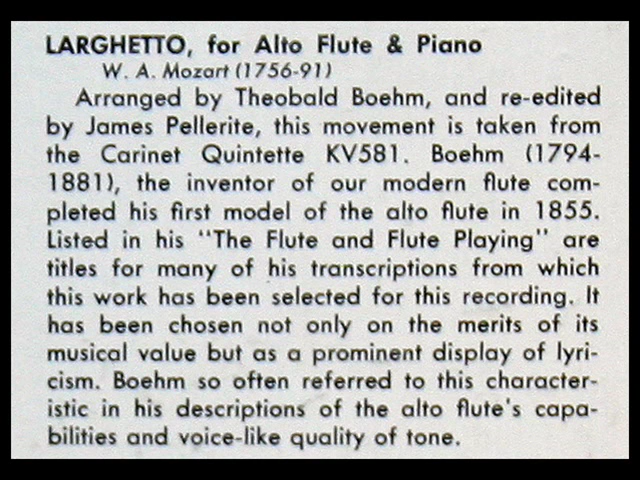 LARGHETTO, for Alto Flute & Piano
W. A. Mozart (1756-91)
Arranged by Theobald Boehm, and re-edited
by James Pellerite, this movement is taken from
the Carinet Quintette KV581. Boehm (1794-
1881), the inventor of our modern flute com-
pleted his first model of the alto flute in 1855.
Listed in his "The Flute and Flute Playing" are
titles for many of his transcriptions from which
this work has been selected for this recording. It
has been chosen not only on the merits of its
musical value but as a prominent display of lyri-
cism. Boehm so often referred to this character-
istic in his descriptions of the alto flute's capa-
bilities and voice-like quality of tone.